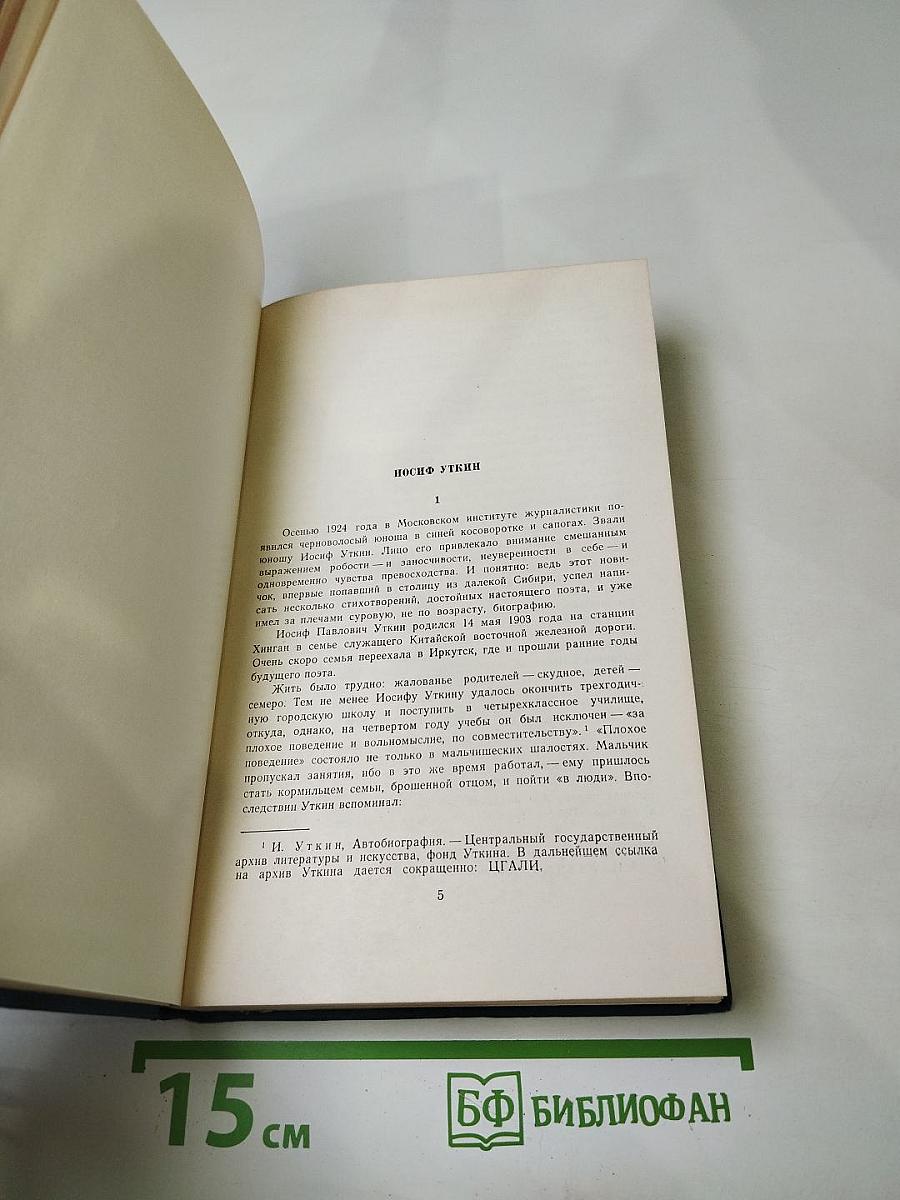 ИОСИФ УТКИН
1
Осенью 1924 года в Московском институте журналистики по-
явился черноволосый юноша в синей косоворотке и сапогах. Звали
юношу Иосиф Уткин. Лицо его привлекало внимание смешанным
выражением робости — и заносчивости, неуверенности в себе — и
одновременно чувства превосходства. И понятно: ведь этот нови-
чок, впервые попавший в столицу из далекой Сибири, успел напи-
сать несколько стихотворений, достойных настоящего поэта, и уже
имел за плечами суровую, не по возрасту, биографию.
Иосиф Павлович Уткин родился 14 мая 1903 года на станции
Хинган в семье служащего Китайской восточной железной дороги.
Очень скоро семья переехала в Иркутск, где и прошли ранние годы
будущего поэта.
Жить было трудно: жалованье родителей — скудное, детей —
семеро. Тем не менее Иосифу Уткину удалось окончить трехгодич-
ную городскую школу и поступить в четырехклассное училище,
откуда, однако, на четвертом году учебы он был исключен — «за
плохое поведение и вольномыслие, по совместительству».¹ «Плохое
поведение» состояло не только в мальчишеских шалостях. Мальчик
пропускал занятия, ибо в это же время работал, — ему пришлось
стать кормильцем семьи, брошенной отцом, и пойти «в люди». Впо-
следствии Уткин вспоминал:
¹ И. Уткин, Автобиография. — Центральный государственный
архив литературы и искусства, фонд Уткина. В дальнейшем ссылка
на архив Уткина дается сокращенно: ЦГАЛИ.
5
15 см
БФ БИБЛИОФАН